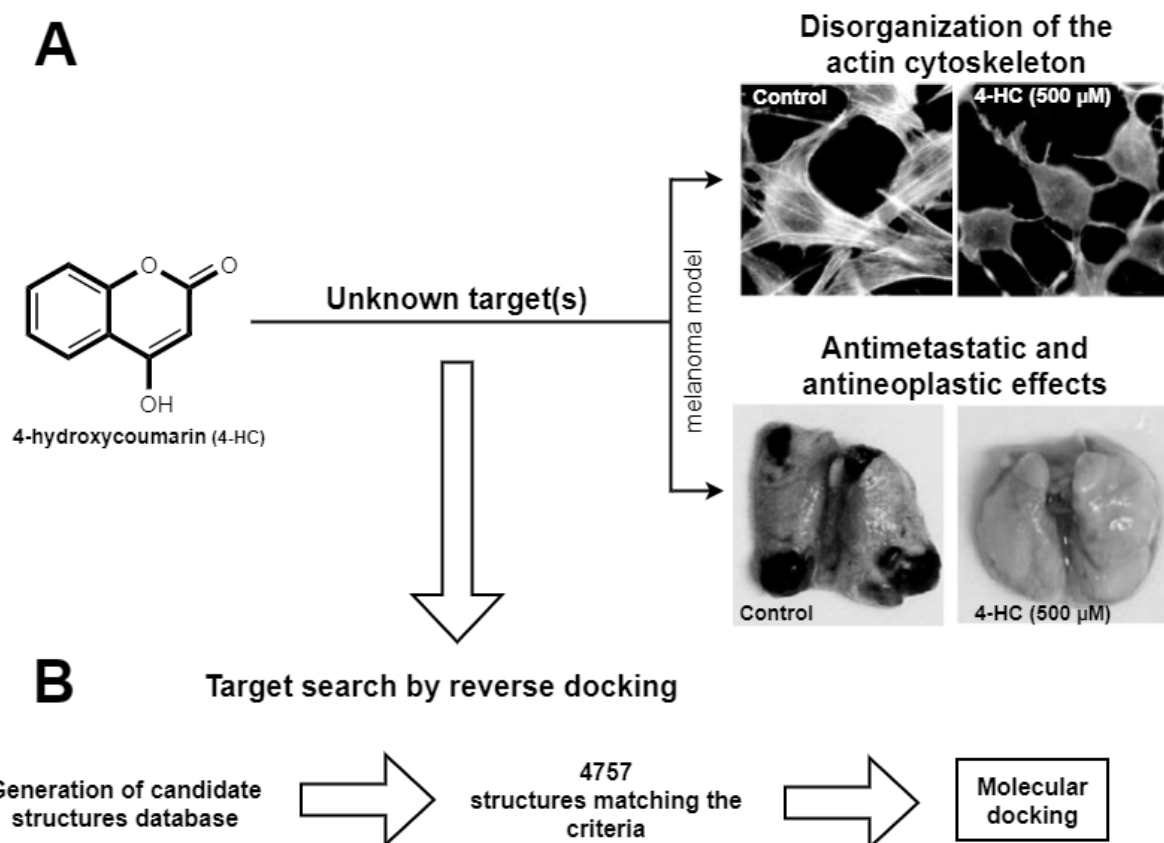 A
Disorganization of the
actin cytoskeleton
Control
4-HC (500 µM)
O
O
OH
4-hydroxycoumarin (4-HC)
Unknown target(s)
melanoma model
Antimetastatic and
antineoplastic effects
Control
4-HC (500 µM)
B
Target search by reverse docking
Generation of candidate
structures database
4757
structures matching the
criteria
Molecular
docking